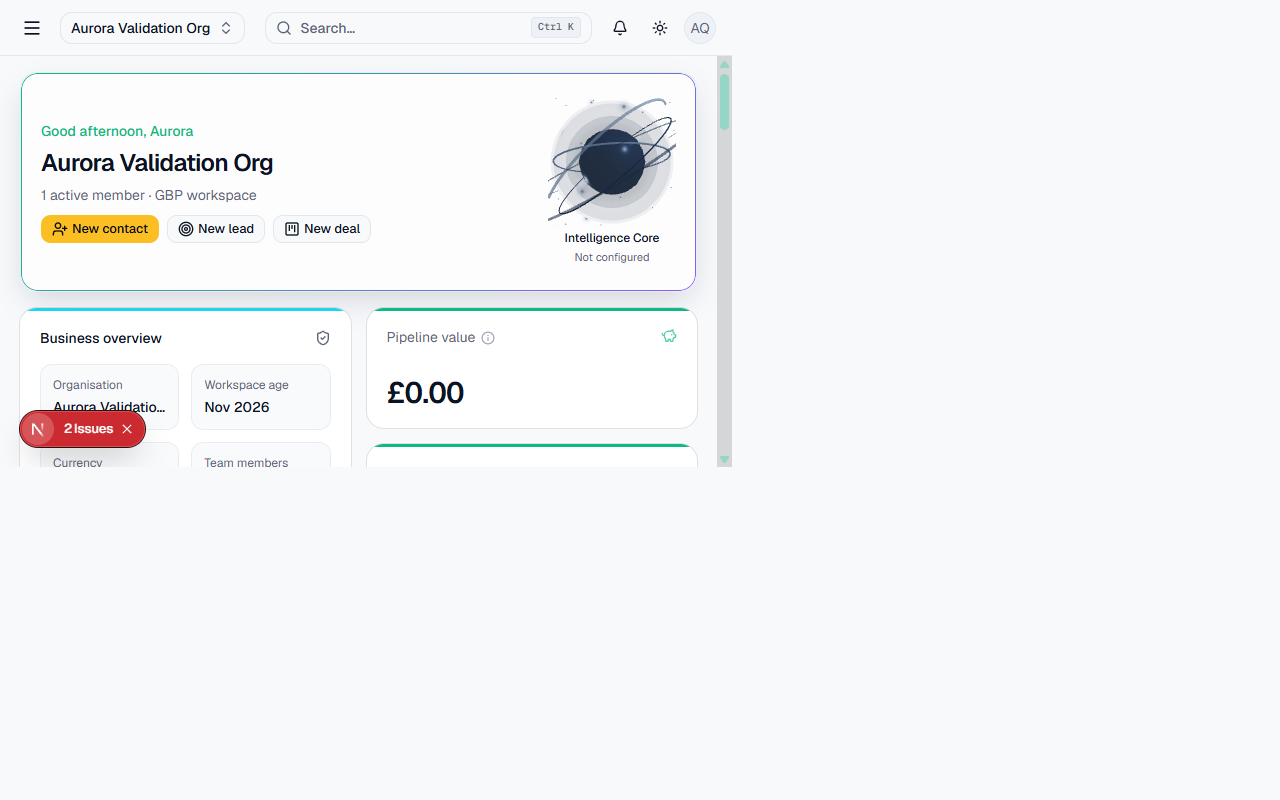 Aurora Validation Org
Search...
Ctrl K
AQ
Good afternoon, Aurora
Aurora Validation Org
1 active member · GBP workspace
New contact
New lead
New deal
Intelligence Core
Not configured
Business overview
Organisation
Aurora Validatio...
Workspace age
Nov 2026
Currency
Team members
Pipeline value
£0.00
N
2 Issues